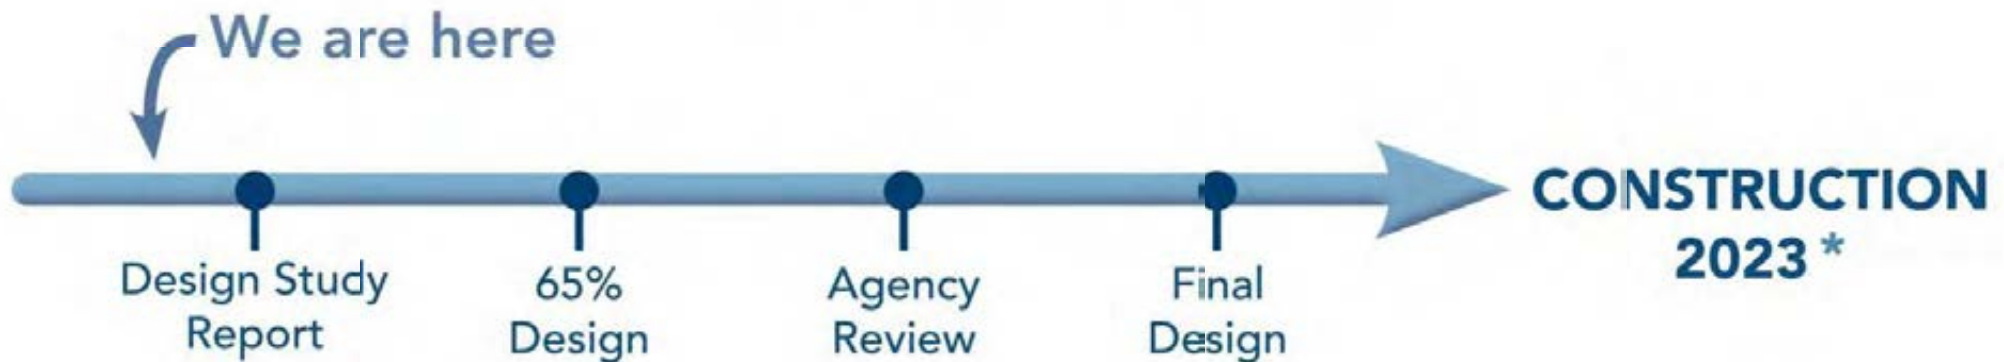 We are here
CONSTRUCTION
2023 *
Design Study
Report
65%
Design
Agency
Review
Final
Design